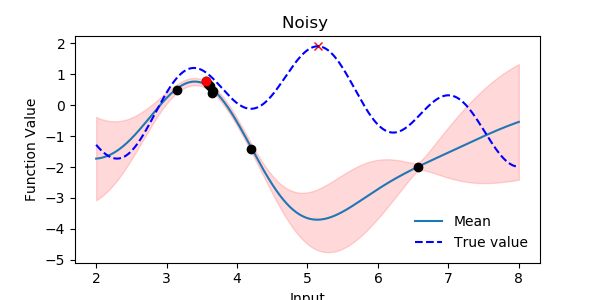 Noisy
Function Value
2
1
0
−1
−2
−3
−4
−5
Mean
True value
2 3 4 5 6 7 8
Input